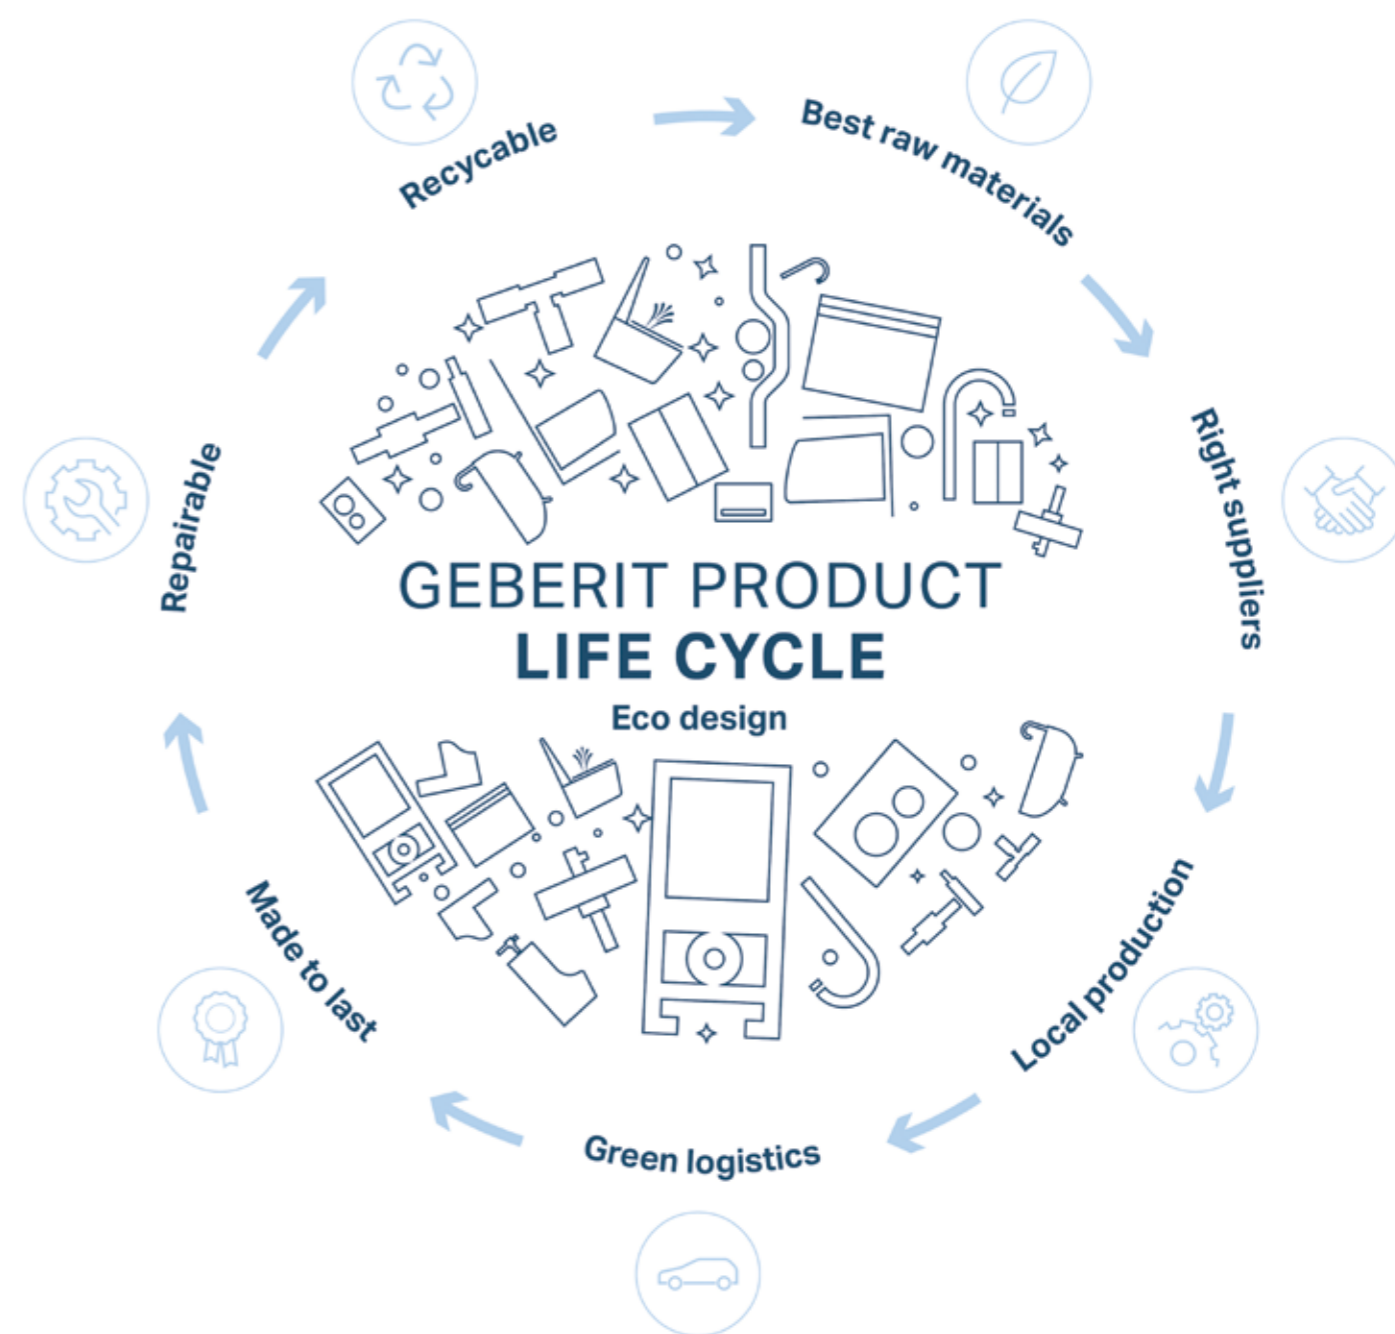 Recycable
Best raw materials
Right suppliers
Local production
Green logistics
Made to last
Repairable
GEBERIT PRODUCT
LIFE CYCLE
Eco design